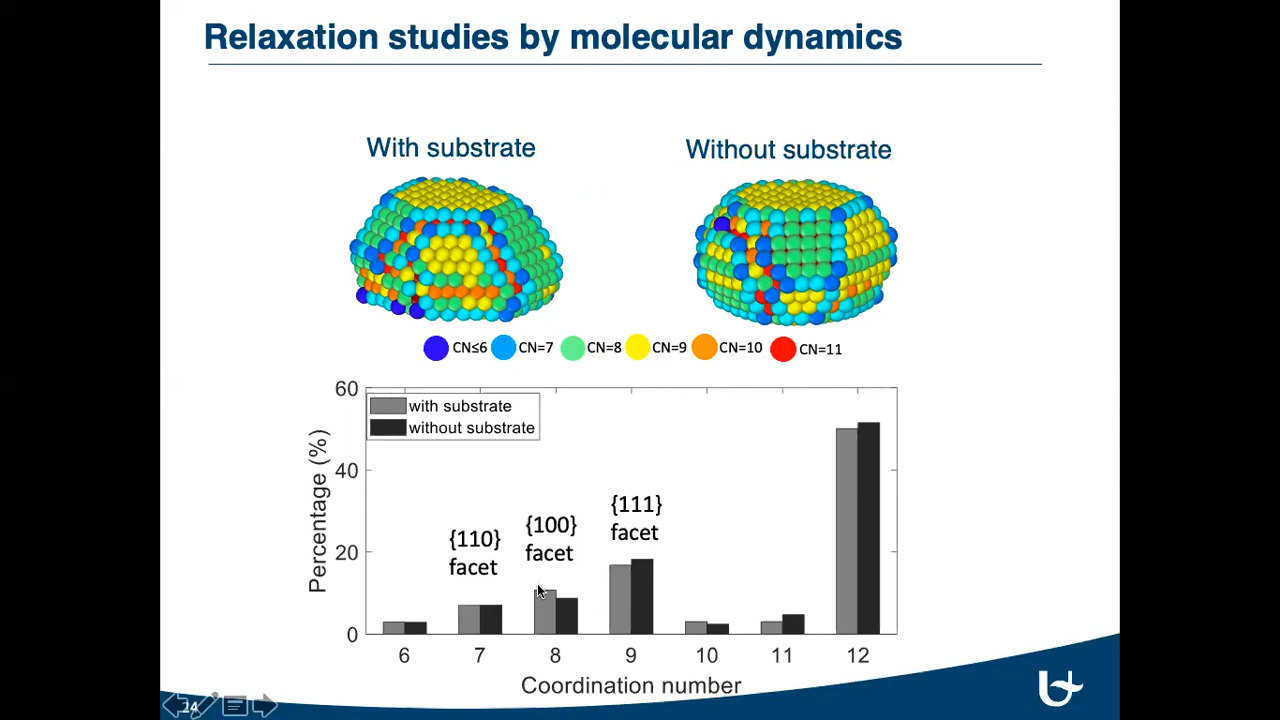 Relaxation studies by molecular dynamics
With substrate
Without substrate
CN≤6 CN=7 CN=8 CN=9 CN=10 CN=11
60
40
20
0
Percentage (%)
with substrate
without substrate
{110}
facet
{100}
facet
{111}
facet
6 7 8 9 10 11 12
Coordination number
24